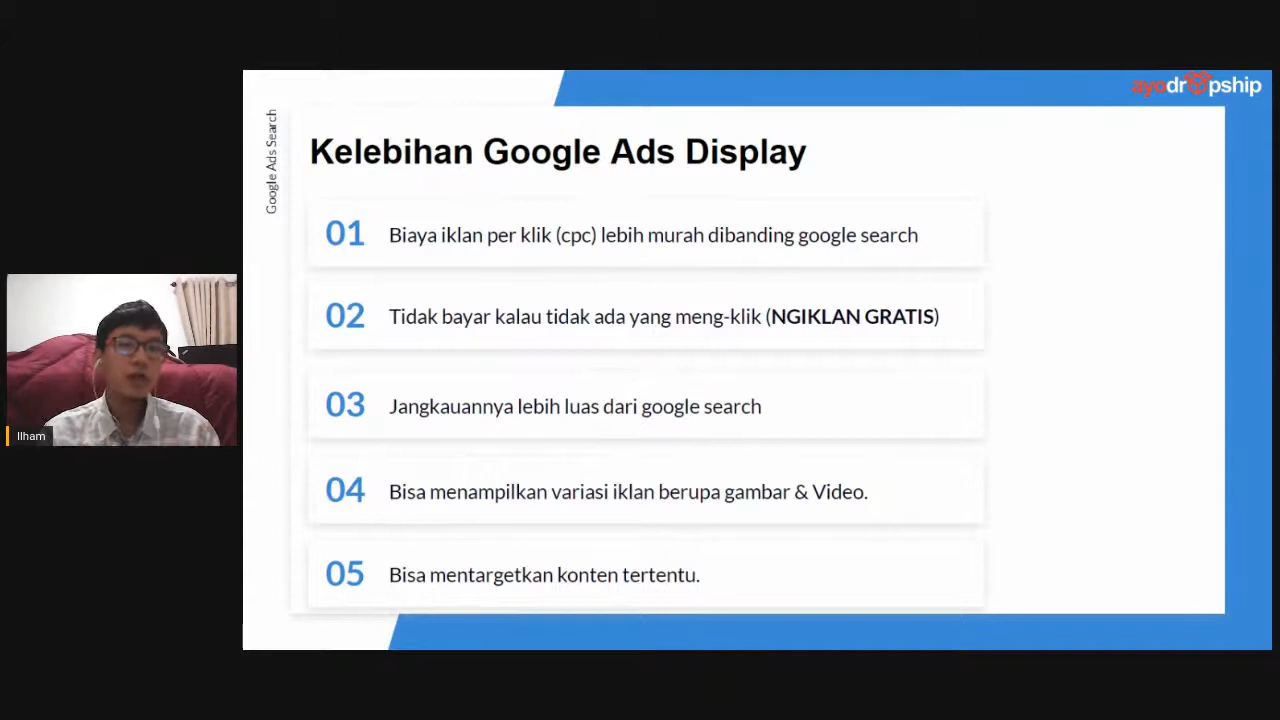 ayodropship
Google Ads Search
Kelebihan Google Ads Display
01 Biaya iklan per klik (cpc) lebih murah dibanding google search
02 Tidak bayar kalau tidak ada yang meng-klik (NGIKLAN GRATIS)
03 Jangkauannya lebih luas dari google search
04 Bisa menampilkan variasi iklan berupa gambar & Video.
05 Bisa mentargetkan konten tertentu.
Ilham